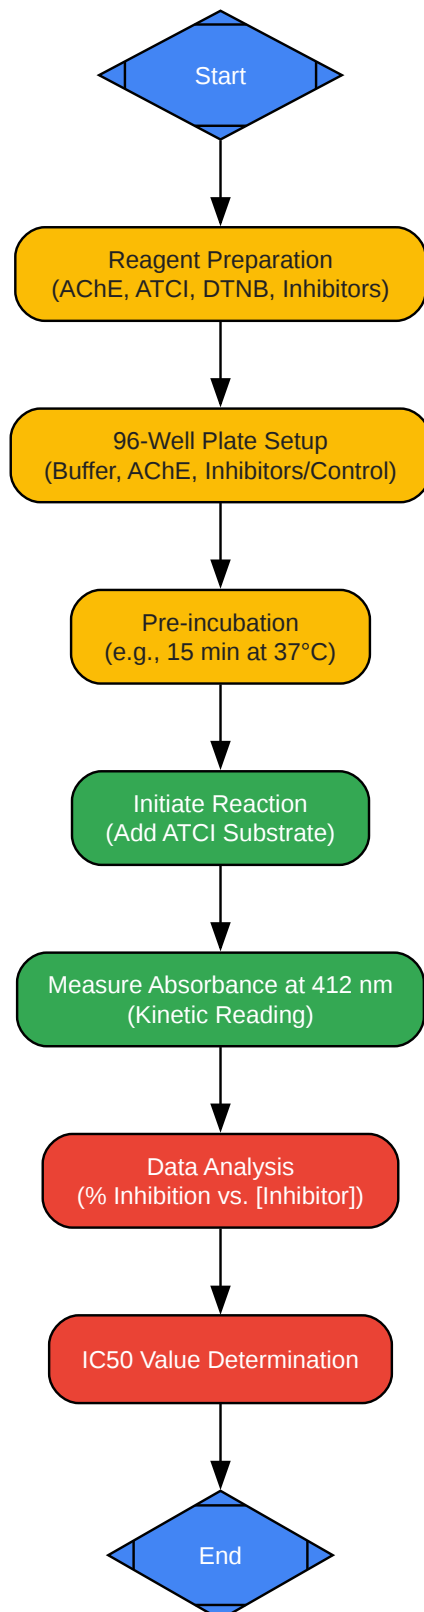 Start
Reagent Preparation
(AChE, ATCI, DTNB, Inhibitors)
96-Well Plate Setup
(Buffer, AChE, Inhibitors/Control)
Pre-incubation
(e.g., 15 min at 37°C)
Initiate Reaction
(Add ATCI Substrate)
Measure Absorbance at 412 nm
(Kinetic Reading)
Data Analysis
(% Inhibition vs. [Inhibitor])
IC50 Value Determination
End